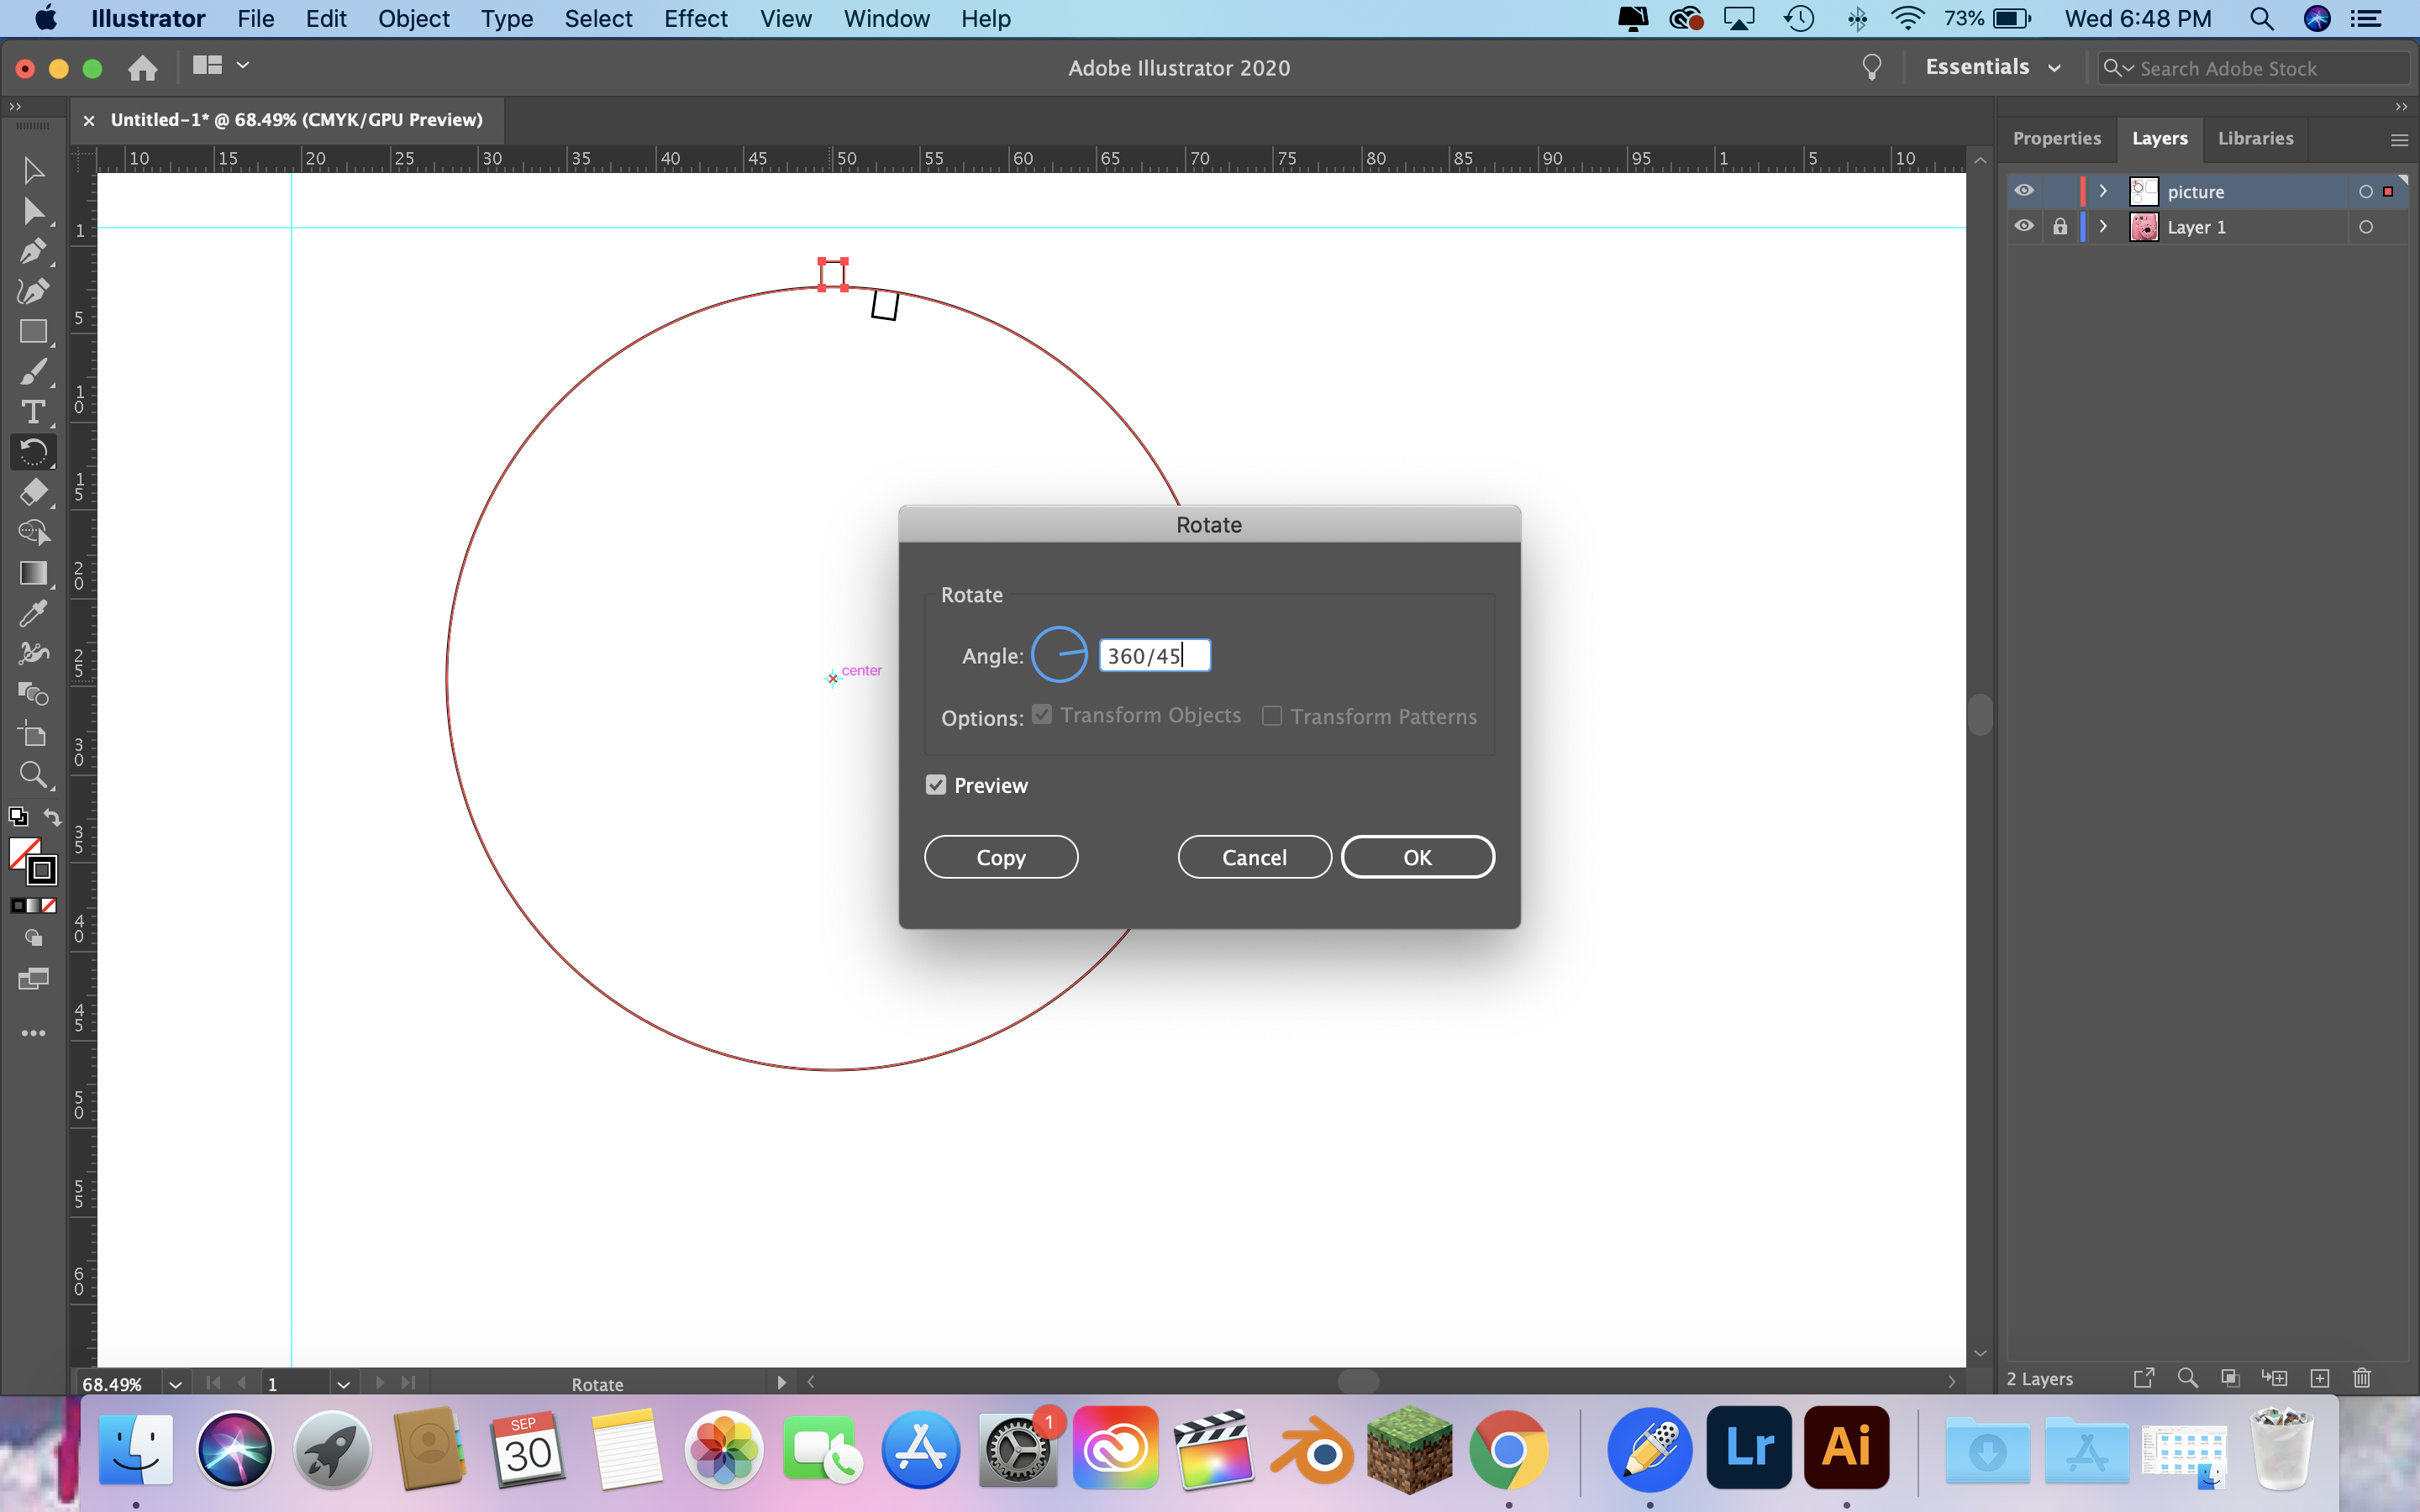 Illustrator File Edit Object Type Select Effect View Window Help 73% Wed 6:48 PM
Adobe Illustrator 2020 Essentials Search Adobe Stock
Untitled-1* @ 68.49% (CMYK/GPU Preview)
Properties Layers Libraries
10 15 20 25 30 35 40 45 50 55 60 65 70 75 80 85 90 95 1 5 10
picture
Layer 1
1
5
10
15
20
25
30
35
40
45
50
55
60
center
Rotate
Rotate
Angle: 360/45
Options: Transform Objects Transform Patterns
Preview
Copy Cancel OK
68.49% 1 Rotate
2 Layers
SEP
30
1
Lr
Ai